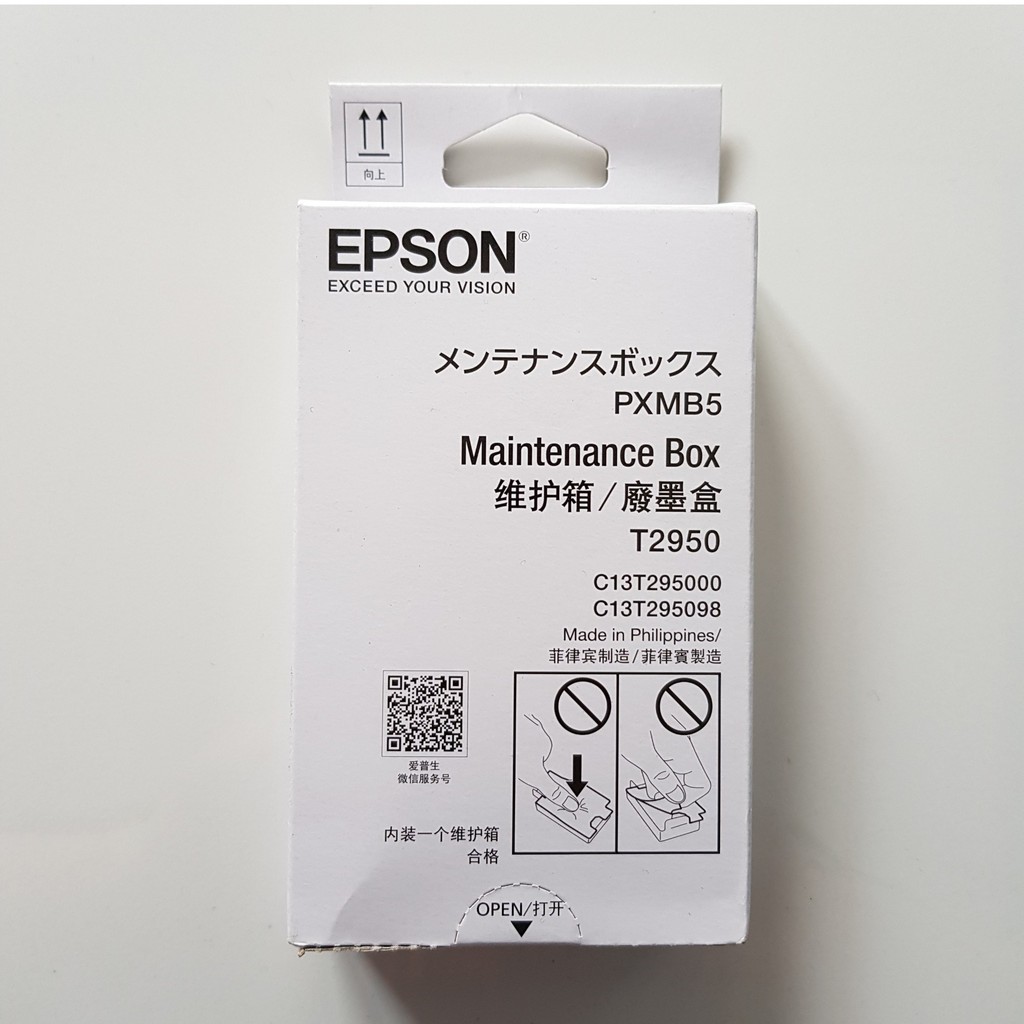 向上
EPSON®
EXCEED YOUR VISION
メンテナンスボックス
PXMB5
Maintenance Box
维护箱/廢墨盒
T2950
C13T295000
C13T295098
Made in Philippines/
菲律宾制造/菲律賓製造
爱普生
微信服务号
内装一个维护箱
合格
OPEN/打开